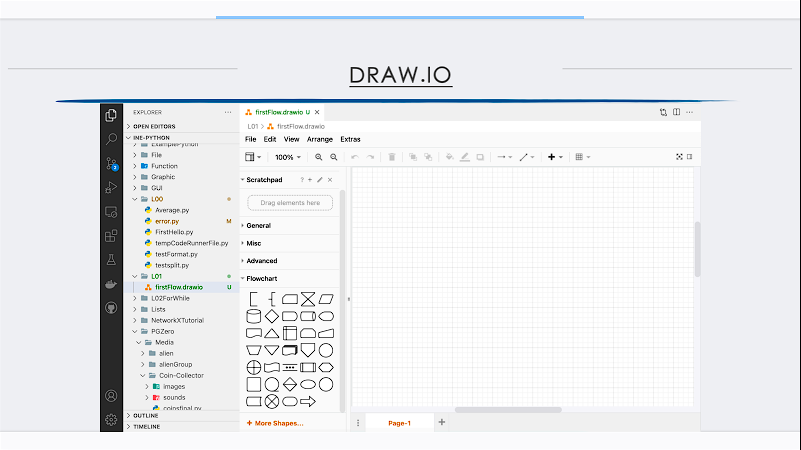 DRAW.IO
EXPLORER
OPEN EDITORS
INE-PYTHON
ExamplePython
File
Function
Graphic
GUI
L00
Average.py
error.py M
FirstHello.py
tempCodeRunnerFile.py
testFormat.py
testsplit.py
L01
firstFlow.drawio U
L02ForWhile
Lists
NetworkXTutorial
PGZero
Media
alien
alienGroup
Coin-Collector
images
sounds
coinsfinal.py
OUTLINE
TIMELINE
2
firstFlow.drawio U
L01 > firstFlow.drawio
File Edit View Arrange Extras
100%
Scratchpad ?
Drag elements here
General
Misc
Advanced
Flowchart
+ More Shapes...
Page-1